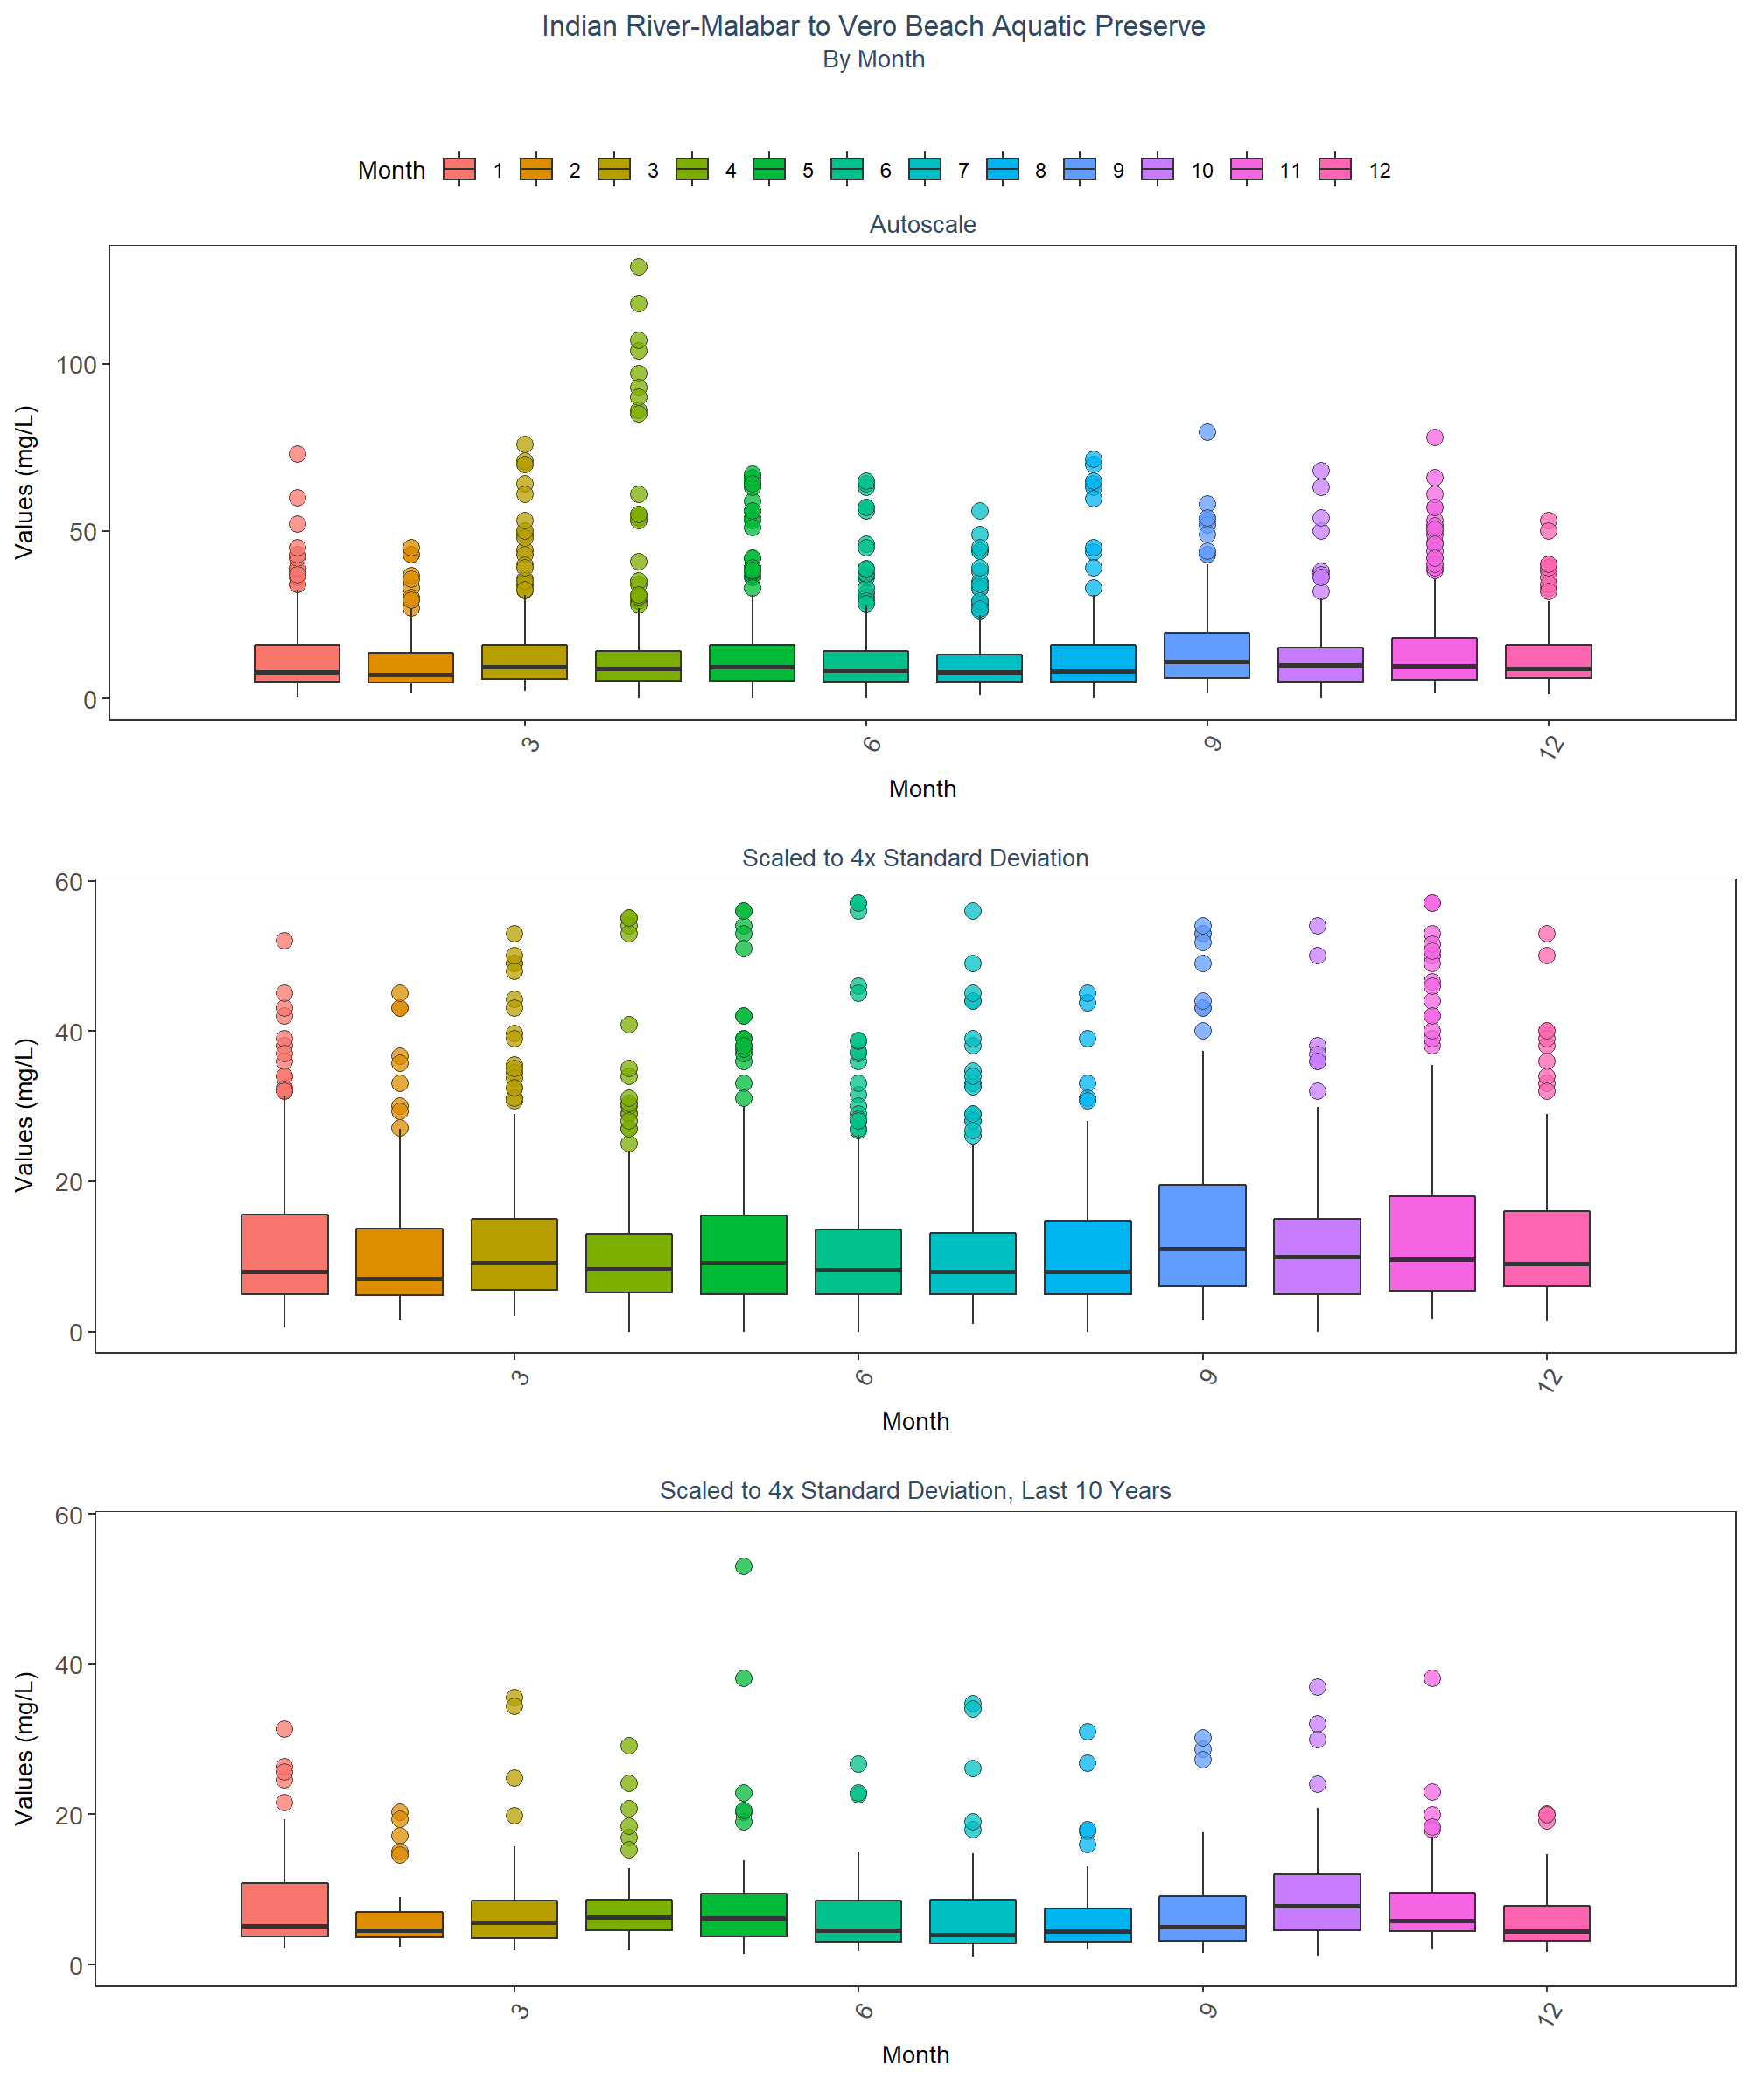 Indian River-Malabar to Vero Beach Aquatic Preserve
By Month
Month 1 2 3 4 5 6 7 8 9 10 11 12
Autoscale
100
50
0
Values (mg/L)
3 6 9 12
Month
Scaled to 4x Standard Deviation
60
40
20
0
Values (mg/L)
3 6 9 12
Month
Scaled to 4x Standard Deviation, Last 10 Years
60
40
20
0
Values (mg/L)
3 6 9 12
Month